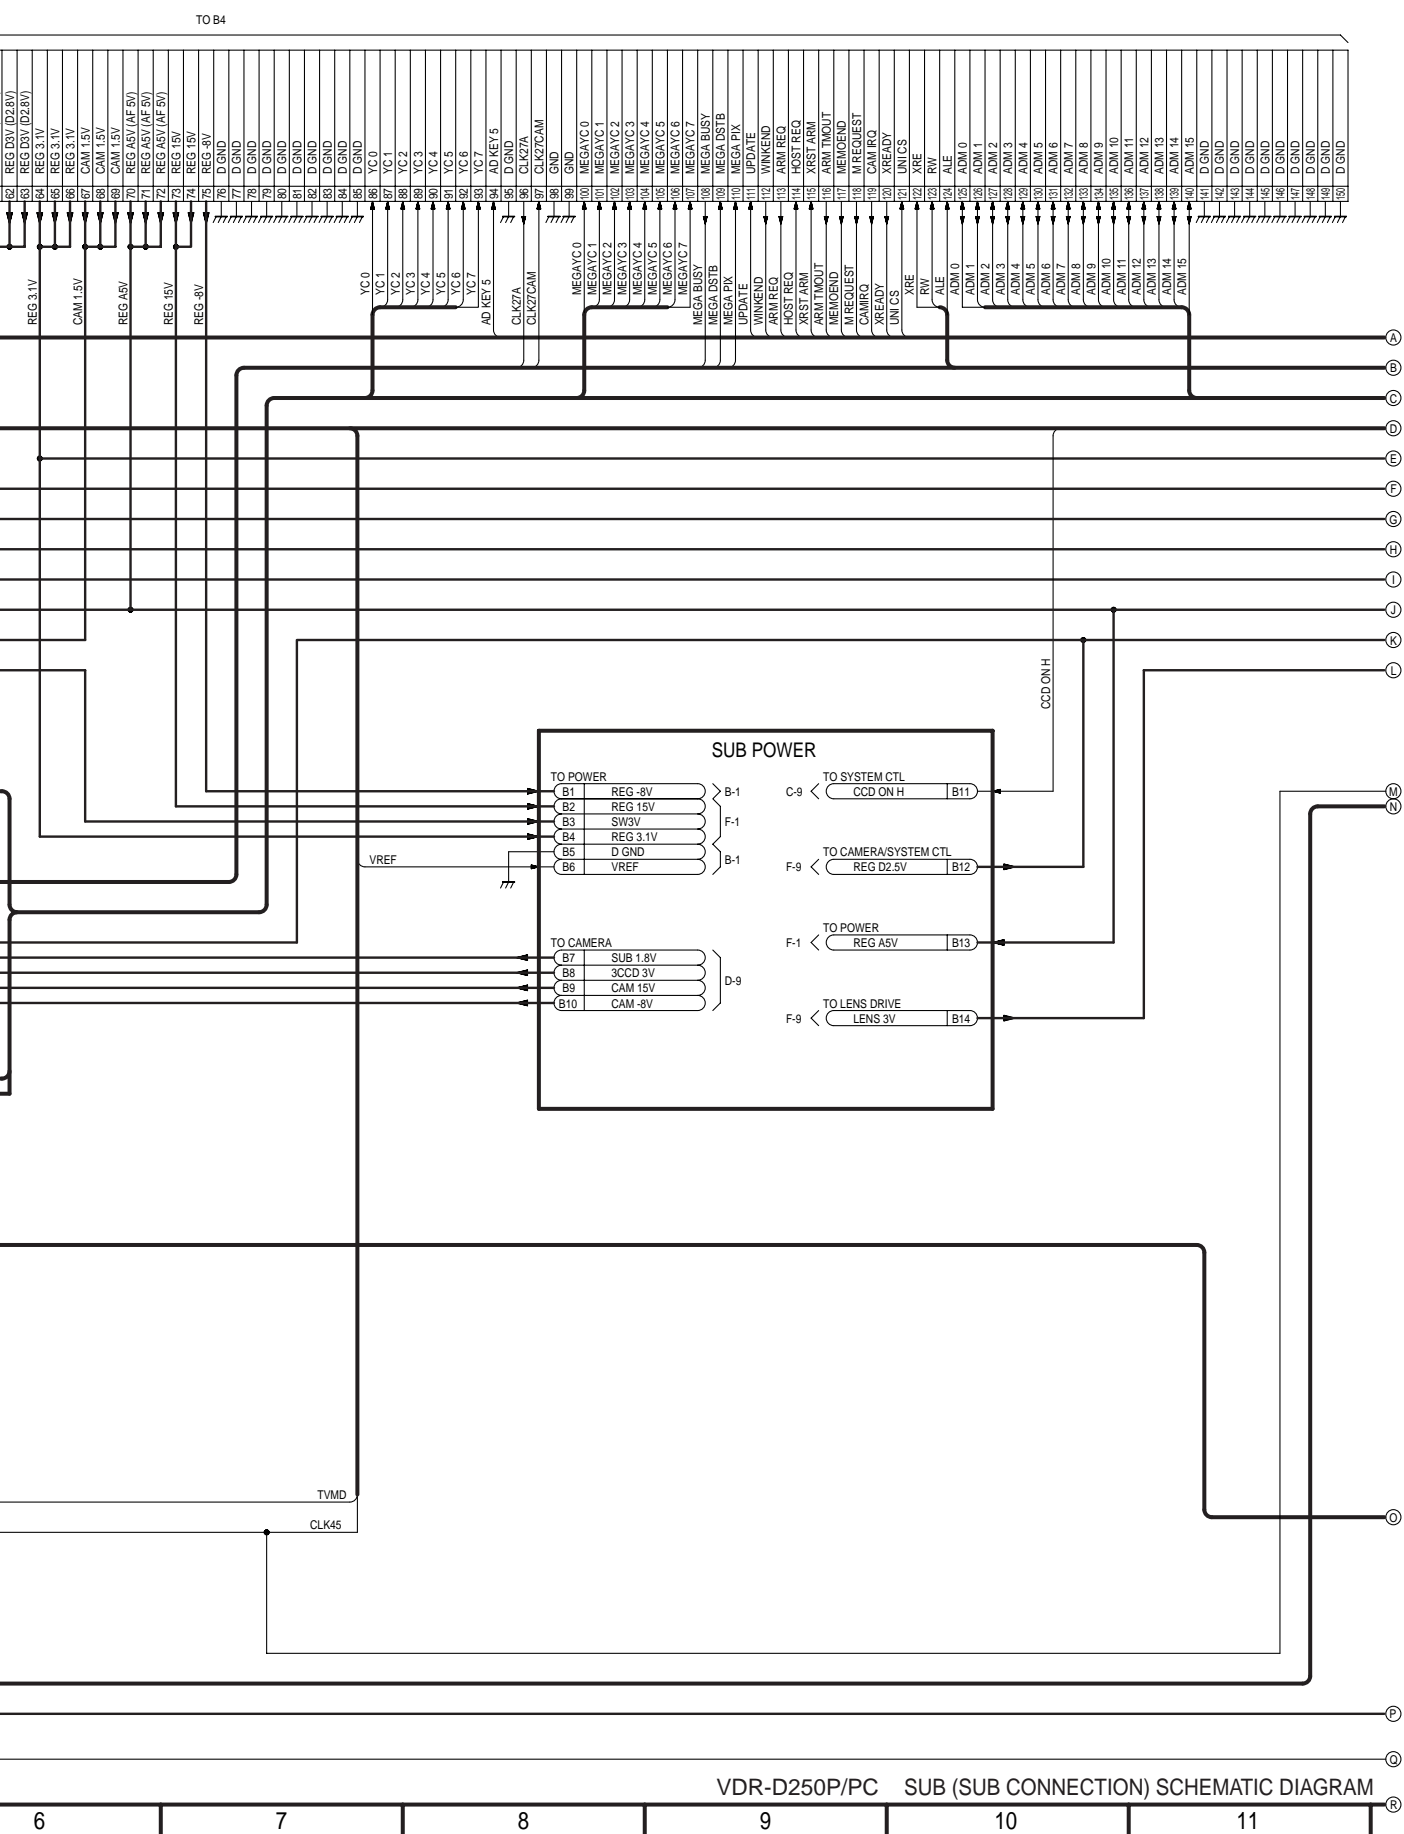 TO B4
REG D3V (D2.8V)
REG D3V (D2.8V)
REG 3.1V
REG 3.1V
REG 3.1V
CAM 1.5V
CAM 1.5V
CAM 1.5V
REG A5V (AF 5V)
REG A5V (AF 5V)
REG A5V (AF 5V)
REG 15V
REG 15V
REG -8V
D GND
D GND
D GND
D GND
D GND
D GND
D GND
D GND
D GND
D GND
YC 0
YC 1
YC 2
YC 3
YC 4
YC 5
YC 6
YC 7
AD KEY 5
D GND
CLK27A
CLK27CAM
GND
GND
MEGAYC 0
MEGAYC 1
MEGAYC 2
MEGAYC 3
MEGAYC 4
MEGAYC 5
MEGAYC 6
MEGAYC 7
MEGA BUSY
MEGA DSTB
MEGA PIX
UPDATE
WINKEND
ARM REQ
HOST REQ
XRST ARM
ARM TMOUT
MEMOEND
M REQUEST
CAM IRQ
XREADY
UNI CS
XRE
RW
ALE
ADM 0
ADM 1
ADM 2
ADM 3
ADM 4
ADM 5
ADM 6
ADM 7
ADM 8
ADM 9
ADM 10
ADM 11
ADM 12
ADM 13
ADM 14
ADM 15
D GND
D GND
D GND
D GND
D GND
D GND
D GND
D GND
D GND
D GND
62 63 64 65 66 67 68 69 70 71 72 73 74 75 76 77 78 79 80 81 82 83 84 85 86 87 88 89 90 91 92 93 94 95 96 97 98 99 100 101 102 103 104 105 106 107 108 109 110 111 112 113 114 115 116 117 118 119 120 121 122 123 124 125 126 127 128 129 130 131 132 133 134 135 136 137 138 139 140 141 142 143 144 145 146 147 148 149 150
REG 3.1V
CAM 1.5V
REG A5V
REG 15V
REG -8V
YC 0
YC 1
YC 2
YC 3
YC 4
YC 5
YC 6
YC 7
AD KEY 5
CLK27A
CLK27CAM
MEGAYC 0
MEGAYC 1
MEGAYC 2
MEGAYC 3
MEGAYC 4
MEGAYC 5
MEGAYC 6
MEGAYC 7
MEGA BUSY
MEGA DSTB
MEGA PIX
UPDATE
WINKEND
ARM REQ
HOST REQ
XRST ARM
ARM TMOUT
MEMOEND
M REQUEST
CAMIRQ
XREADY
UNI CS
XRE
RW
ALE
ADM 0
ADM 1
ADM 2
ADM 3
ADM 4
ADM 5
ADM 6
ADM 7
ADM 8
ADM 9
ADM 10
ADM 11
ADM 12
ADM 13
ADM 14
ADM 15
A
B
C
D
E
F
G
H
I
J
K
L
CCD ON H
SUB POWER
TO POWER
B1 REG -8V B-1
B2 REG 15V
B3 SW3V F-1
B4 REG 3.1V
B5 D GND
B6 VREF B-1
VREF
TO CAMERA
B7 SUB 1.8V
B8 3CCD 3V
B9 CAM 15V
B10 CAM -8V
D-9
TO SYSTEM CTL
C-9 CCD ON H B11
TO CAMERA/SYSTEM CTL
F-9 REG D2.5V B12
TO POWER
F-1 REG A5V B13
TO LENS DRIVE
F-9 LENS 3V B14
M
N
TVMD
CLK45
O
P
Q
VDR-D250P/PC SUB (SUB CONNECTION) SCHEMATIC DIAGRAM
R
6 7 8 9 10 11